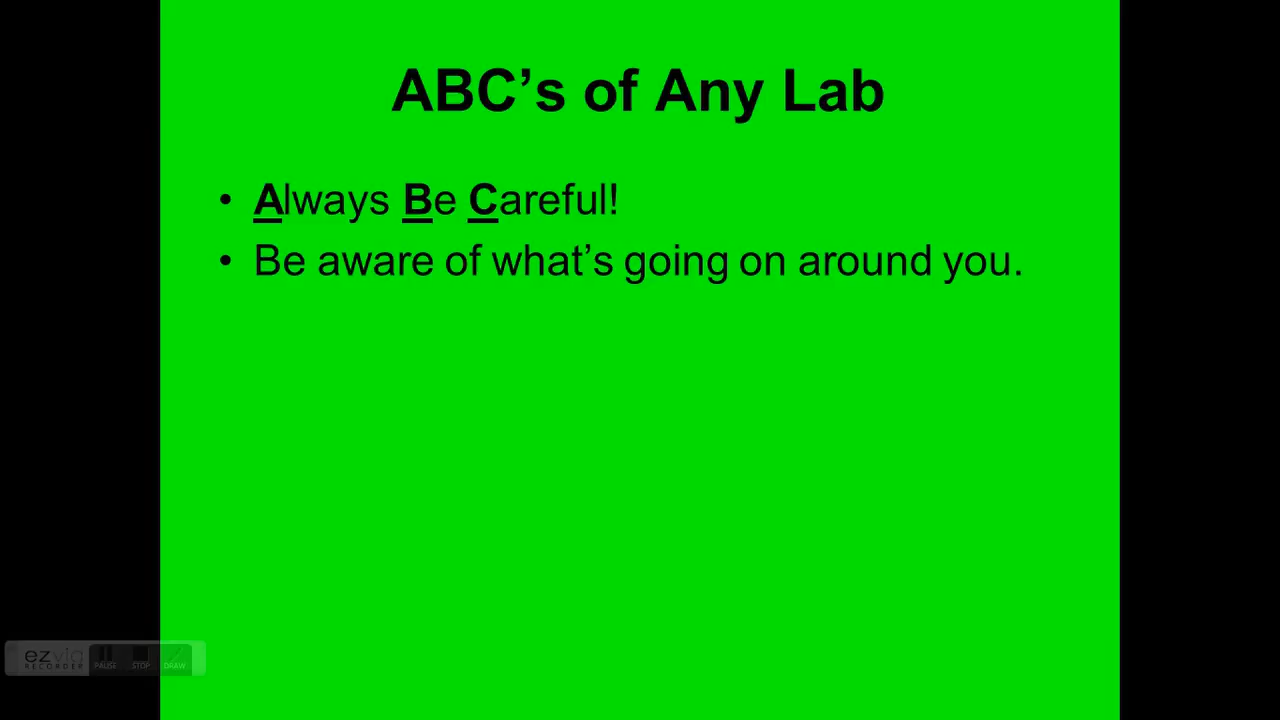 ABC’s of Any Lab
• Always Be Careful!
• Be aware of what’s going on around you.
ezvid
RECORDER
PAUSE
STOP
DRAW